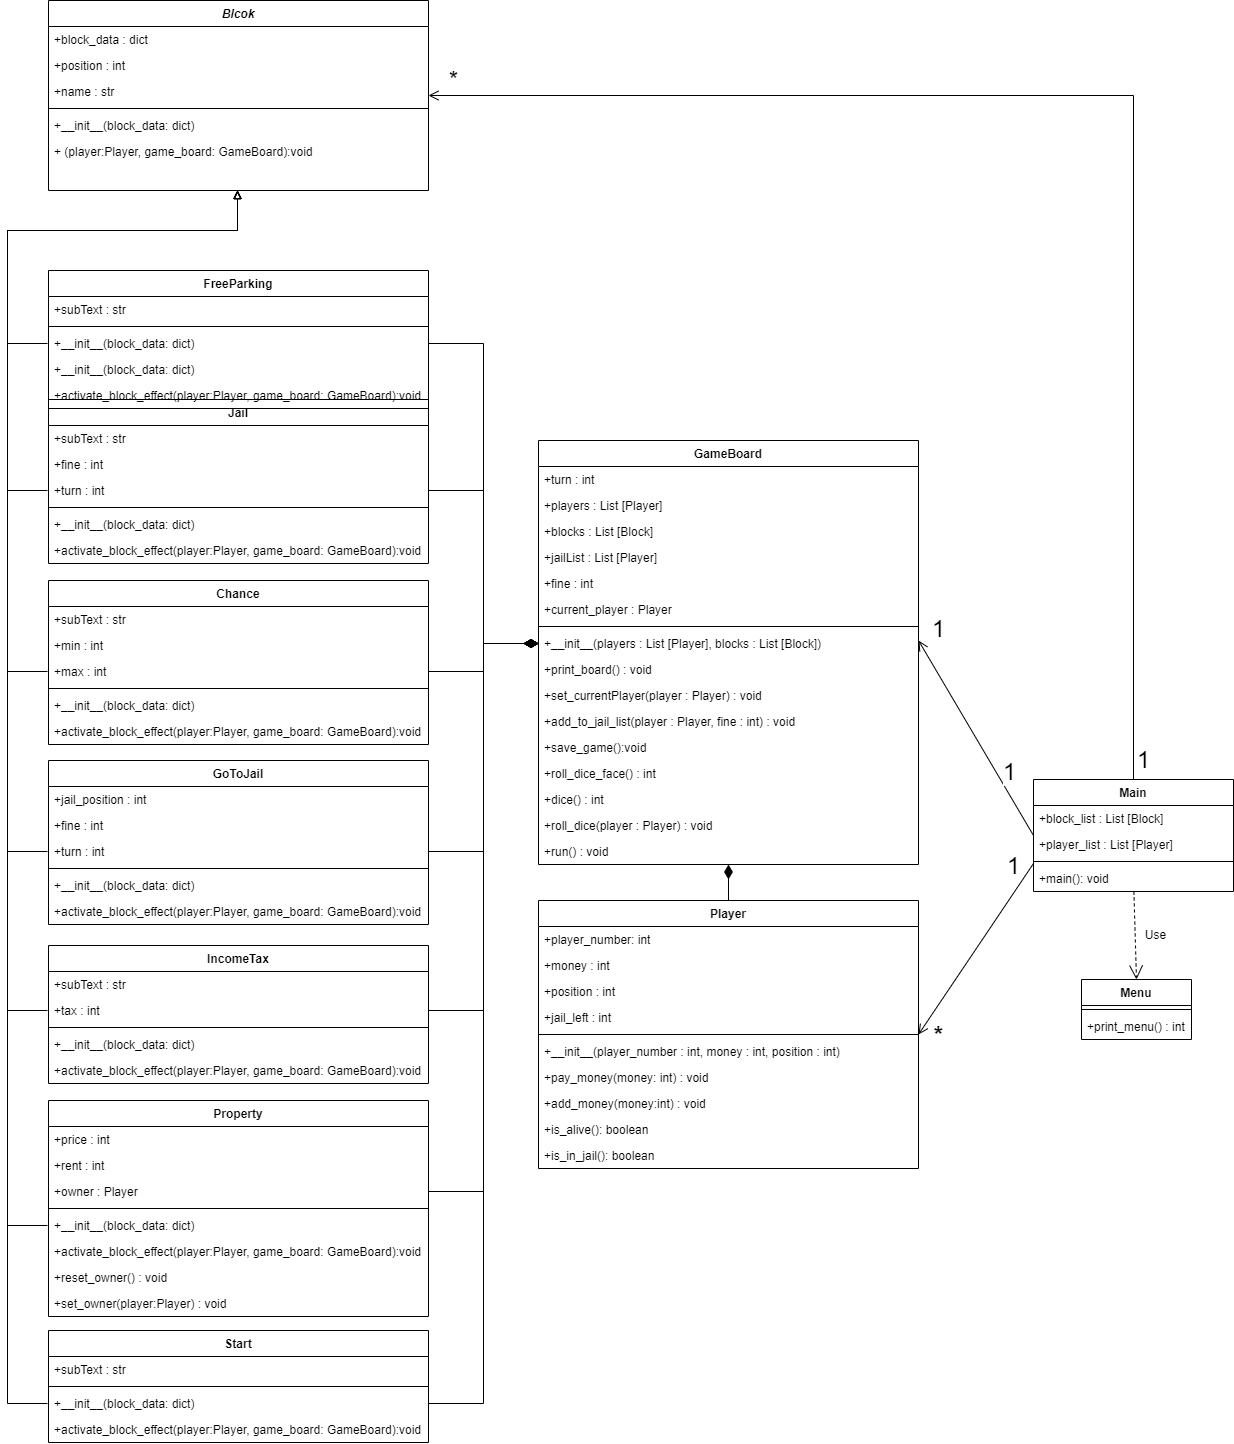 Blcok
+block_data : dict
+position : int
+name : str
+__init__(block_data: dict)
+ (player:Player, game_board: GameBoard):void
*
FreeParking
+subText : str
+__init__(block_data: dict)
+__init__(block_data: dict)
+activate_block_effect(player:Player, game_board: GameBoard):void
Jail
+subText : str
+fine : int
+turn : int
+__init__(block_data: dict)
+activate_block_effect(player:Player, game_board: GameBoard):void
Chance
+subText : str
+min : int
+max : int
+__init__(block_data: dict)
+activate_block_effect(player:Player, game_board: GameBoard):void
GoToJail
+jail_position : int
+fine : int
+turn : int
+__init__(block_data: dict)
+activate_block_effect(player:Player, game_board: GameBoard):void
IncomeTax
+subText : str
+tax : int
+__init__(block_data: dict)
+activate_block_effect(player:Player, game_board: GameBoard):void
Property
+price : int
+rent : int
+owner : Player
+__init__(block_data: dict)
+activate_block_effect(player:Player, game_board: GameBoard):void
+reset_owner() : void
+set_owner(player:Player) : void
Start
+subText : str
+__init__(block_data: dict)
+activate_block_effect(player:Player, game_board: GameBoard):void
GameBoard
+turn : int
+players : List [Player]
+blocks : List [Block]
+jailList : List [Player]
+fine : int
+current_player : Player
+__init__(players : List [Player], blocks : List [Block])
+print_board() : void
+set_currentPlayer(player : Player) : void
+add_to_jail_list(player : Player, fine : int) : void
+save_game():void
+roll_dice_face() : int
+dice() : int
+roll_dice(player : Player) : void
+run() : void
Player
+player_number: int
+money : int
+position : int
+jail_left : int
+__init__(player_number : int, money : int, position : int)
+pay_money(money: int) : void
+add_money(money:int) : void
+is_alive(): boolean
+is_in_jail(): boolean
1
1
1
1
*
Main
+block_list : List [Block]
+player_list : List [Player]
+main(): void
Use
Menu
+print_menu() : int